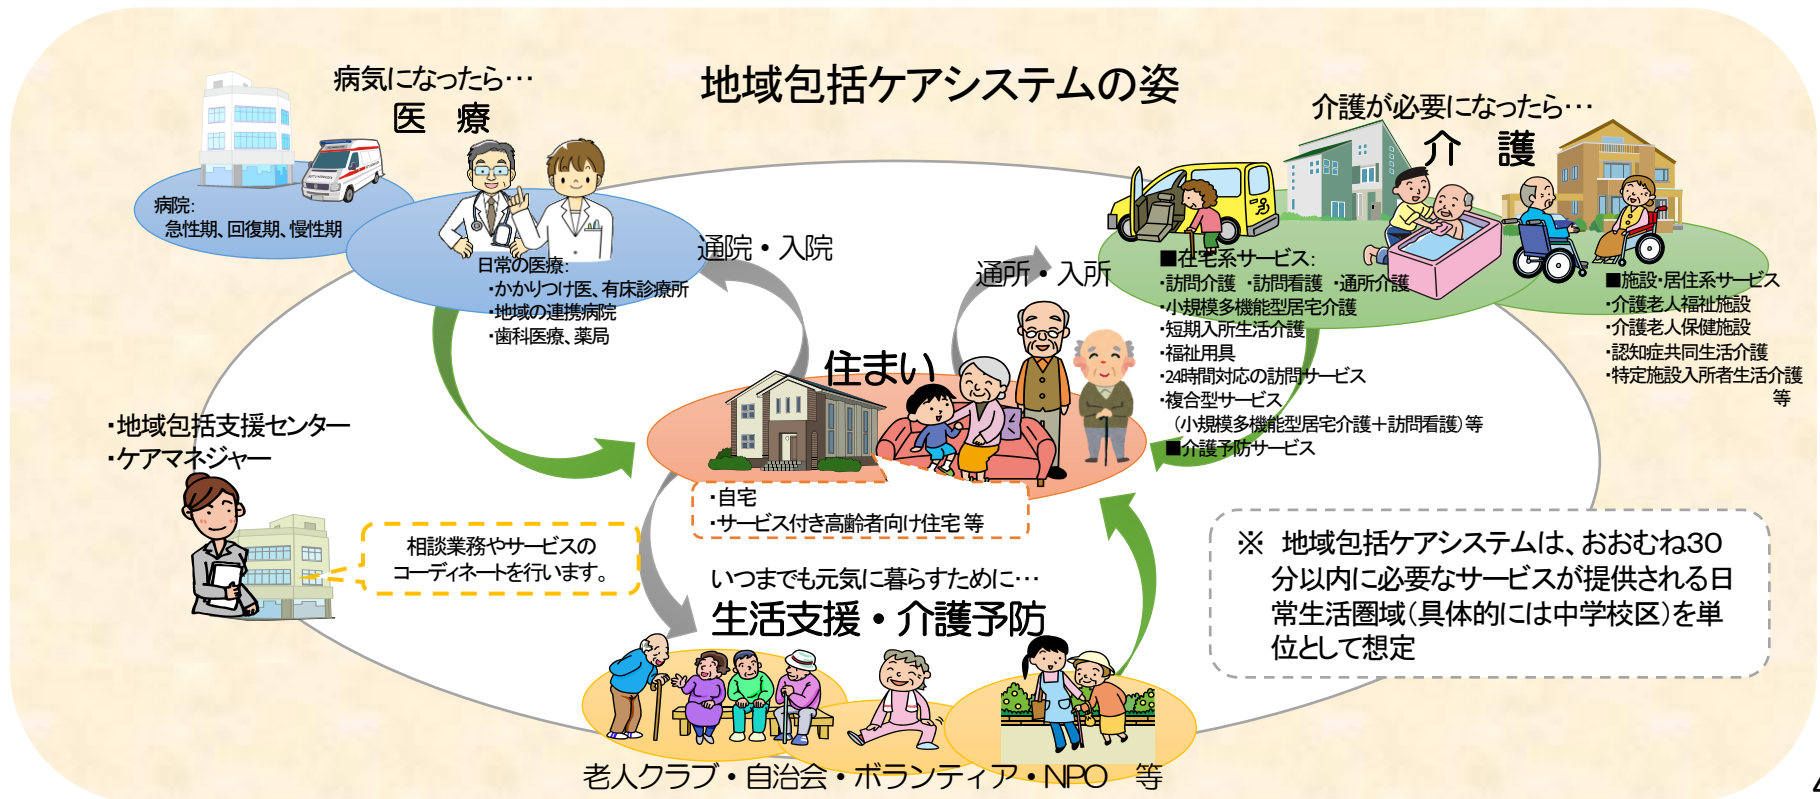 地域包括ケアシステムの姿
病気になったら…
医 療
病院:
急性期、回復期、慢性期
日常の医療:
・かかりつけ医、有床診療所
・地域の連携病院
・歯科医療、薬局
通院・入院
通所・入所
介護が必要になったら…
介 護
■在宅系サービス:
・訪問介護 ・訪問看護 ・通所介護
・小規模多機能型居宅介護
・短期入所生活介護
・福祉用具
・24時間対応の訪問サービス
・複合型サービス
（小規模多機能型居宅介護＋訪問看護）等
■介護予防サービス
■施設・居住系サービス
・介護老人福祉施設
・介護老人保健施設
・認知症共同生活介護
・特定施設入所者生活介護
等
住まい
・自宅
・サービス付き高齢者向け住宅 等
・地域包括支援センター
・ケアマネジャー
相談業務やサービスの
コーディネートを行います。
いつまでも元気に暮らすために…
生活支援・介護予防
老人クラブ・自治会・ボランティア・NPO 等
※ 地域包括ケアシステムは、おおむね30
分以内に必要なサービスが提供される日
常生活圏域（具体的には中学校区）を単
位として想定